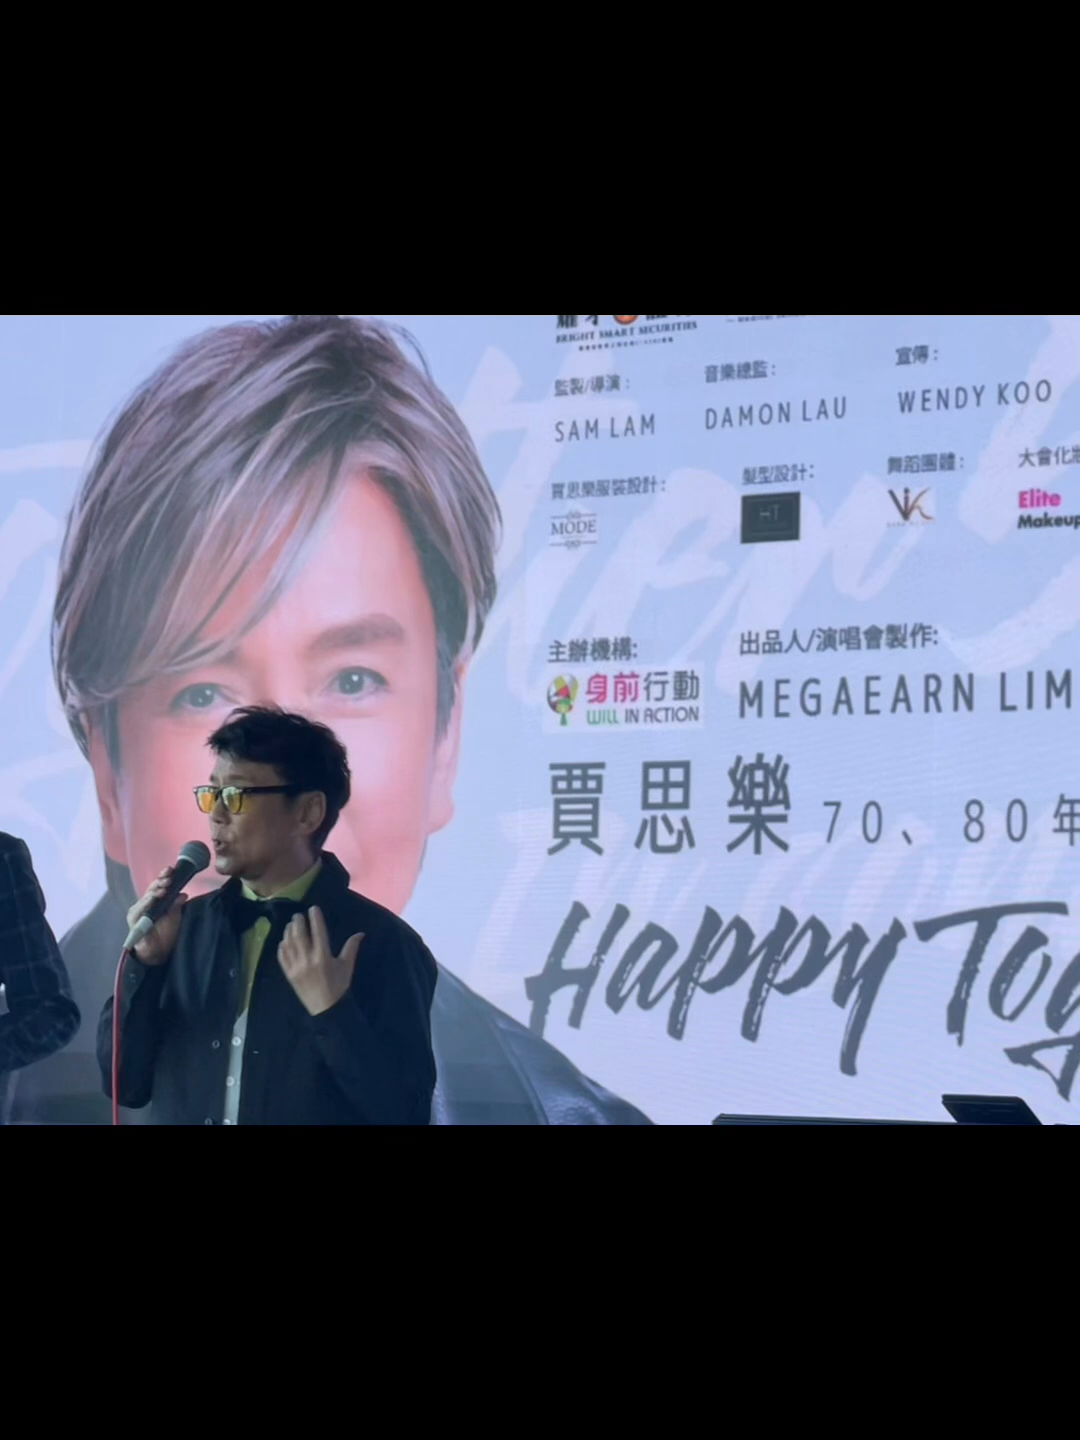 BRIGHT SMART SECURITIES
監製/導演:
音樂總監:
宣傳:
SAM LAM
DAMON LAU
WENDY KOO
賈思樂服裝設計:
髮型設計:
舞蹈團體:
大會化
MODE
HT
VK
Elite
Makeup
主辦機構:
出品人/演唱會製作:
身前行動
WILL IN ACTION
MEGAEARN LIM
賈思樂 70、80年
Happy Tog